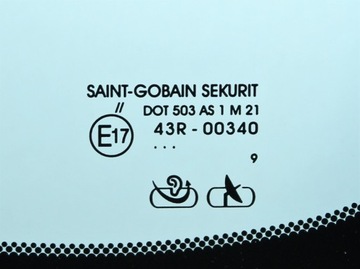 SAINT-GOBAIN SEKURIT
//
DOT 503 AS 1 M 21
E17
43R - 00340
...
9